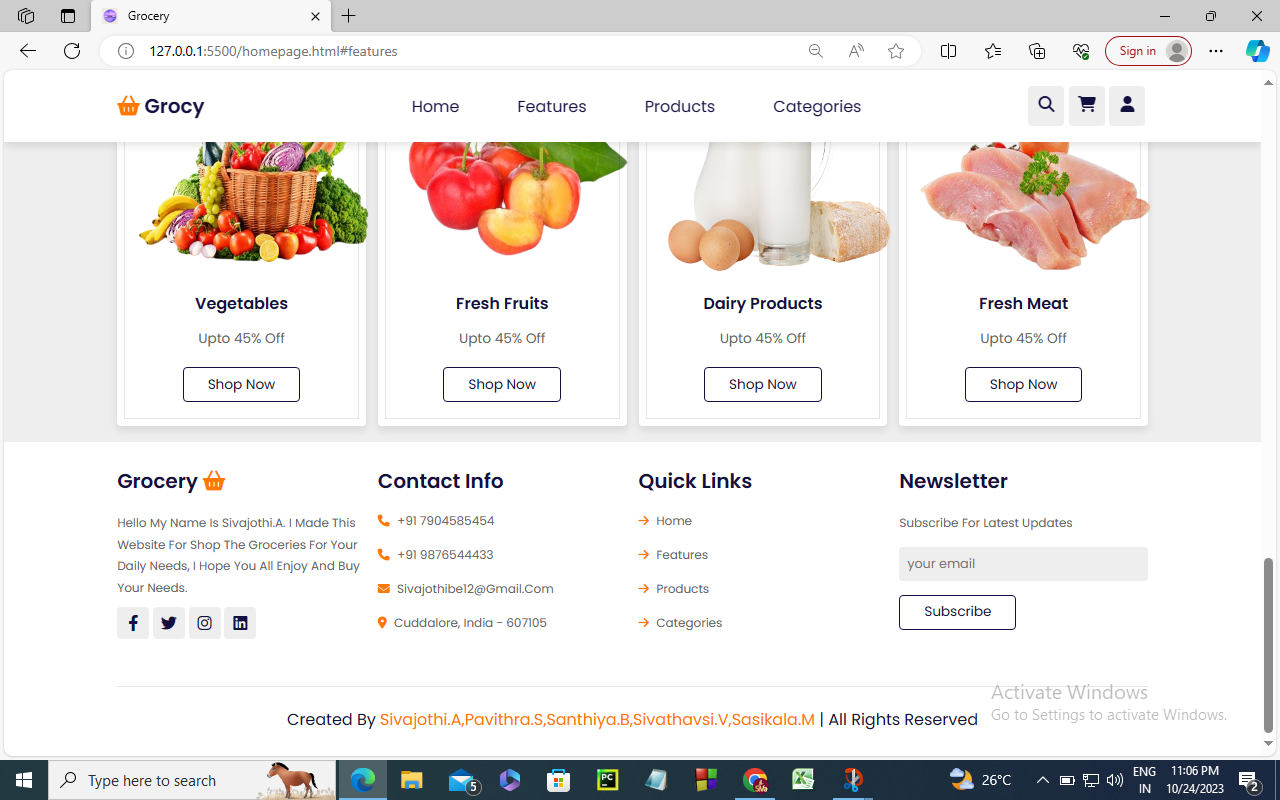 Grocery
127.0.0.1:5500/homepage.html#features
Sign in
Grocy
Home
Features
Products
Categories
Vegetables
Upto 45% Off
Shop Now
Fresh Fruits
Upto 45% Off
Shop Now
Dairy Products
Upto 45% Off
Shop Now
Fresh Meat
Upto 45% Off
Shop Now
Grocery
Hello My Name Is Sivajothi.A. I Made This
Website For Shop The Groceries For Your
Daily Needs, I Hope You All Enjoy And Buy
Your Needs.
Contact Info
+91 7904585454
+91 9876544433
Sivajothibe12@Gmail.Com
Cuddalore, India - 607105
Quick Links
Home
Features
Products
Categories
Newsletter
Subscribe For Latest Updates
your email
Subscribe
Created By Sivajothi.A,Pavithra.S,Santhiya.B,Sivathavsi.V,Sasikala.M | All Rights Reserved
Activate Windows
Go to Settings to activate Windows.
Type here to search
5
PC
26°C
ENG
IN
11:06 PM
10/24/2023
2